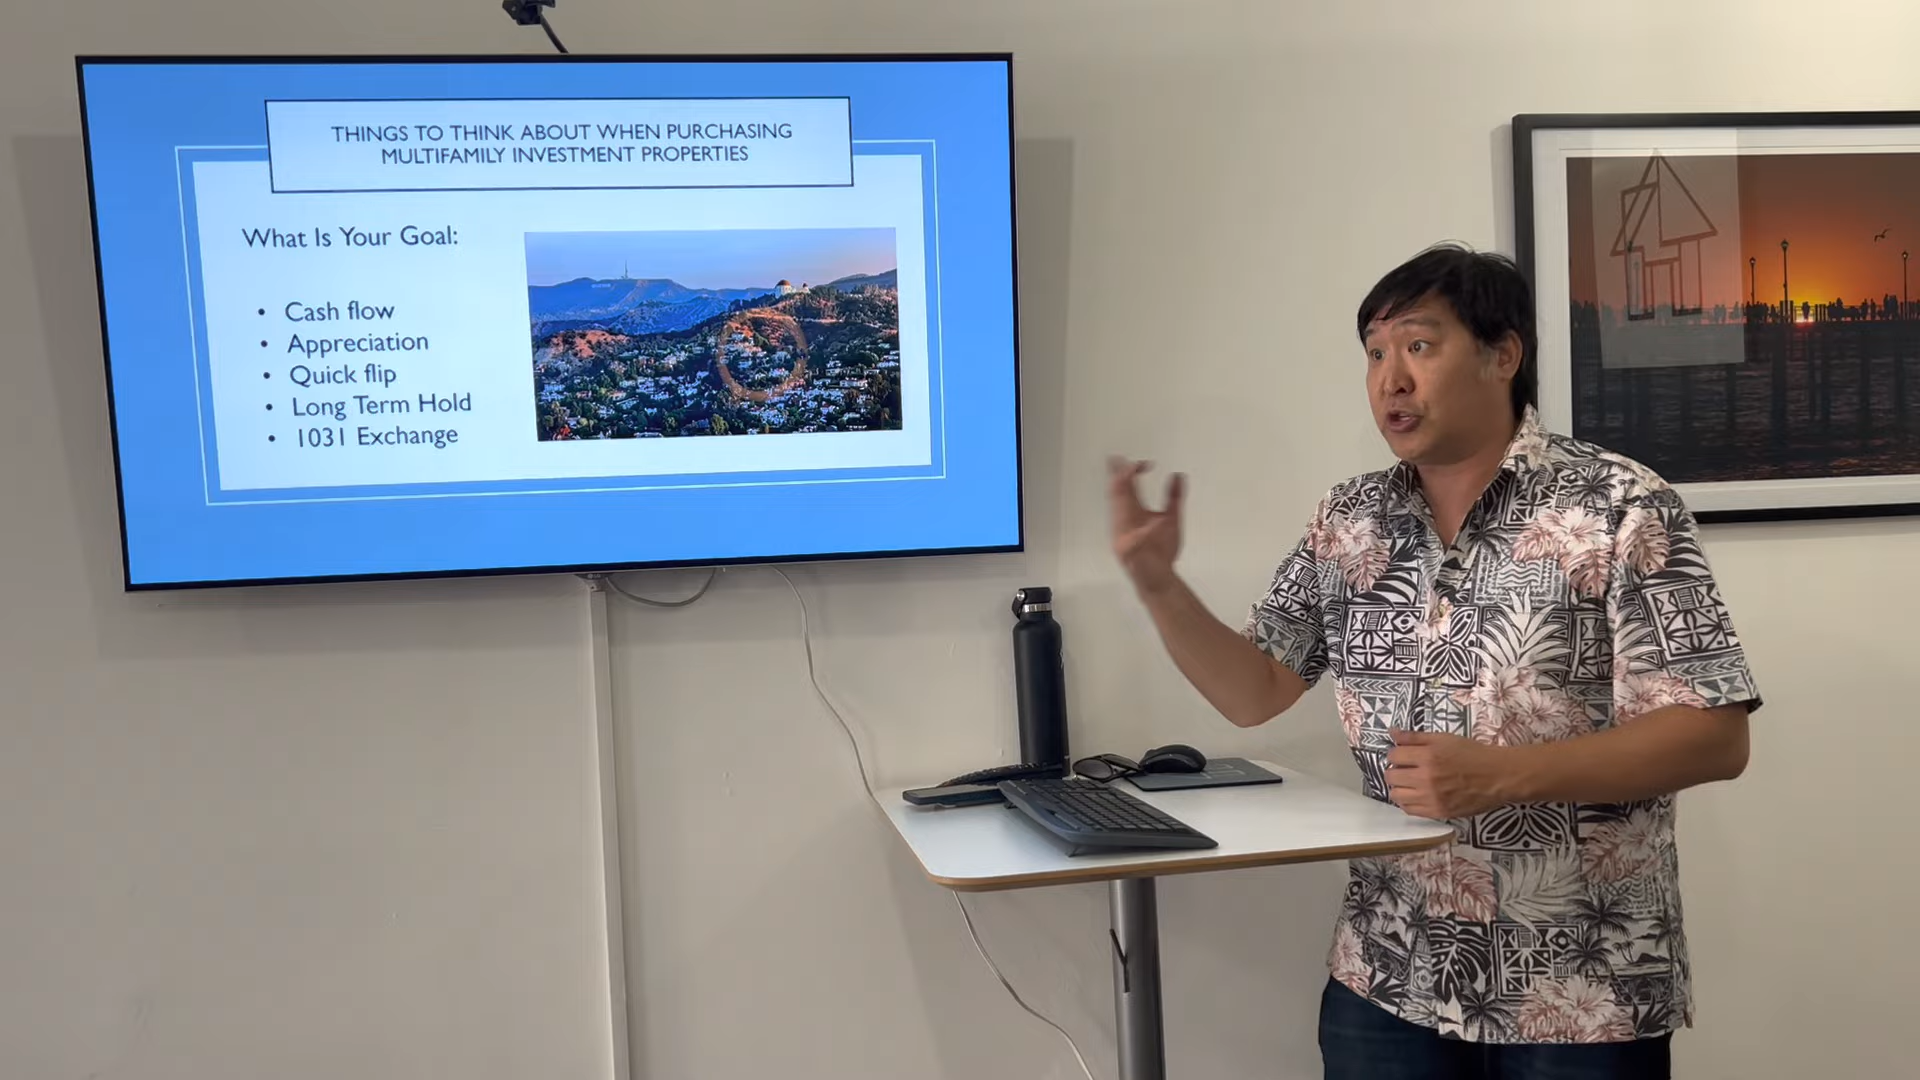 THINGS TO THINK ABOUT WHEN PURCHASING
MULTIFAMILY INVESTMENT PROPERTIES
What Is Your Goal:
• Cash flow
• Appreciation
• Quick flip
• Long Term Hold
• 1031 Exchange